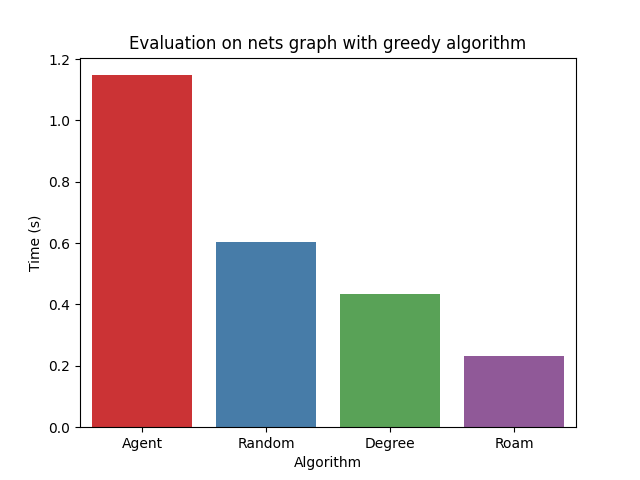 Evaluation on nets graph with greedy algorithm
1.2
1.0
0.8
0.6
0.4
0.2
0.0
Time (s)
Agent Random Degree Roam
Algorithm